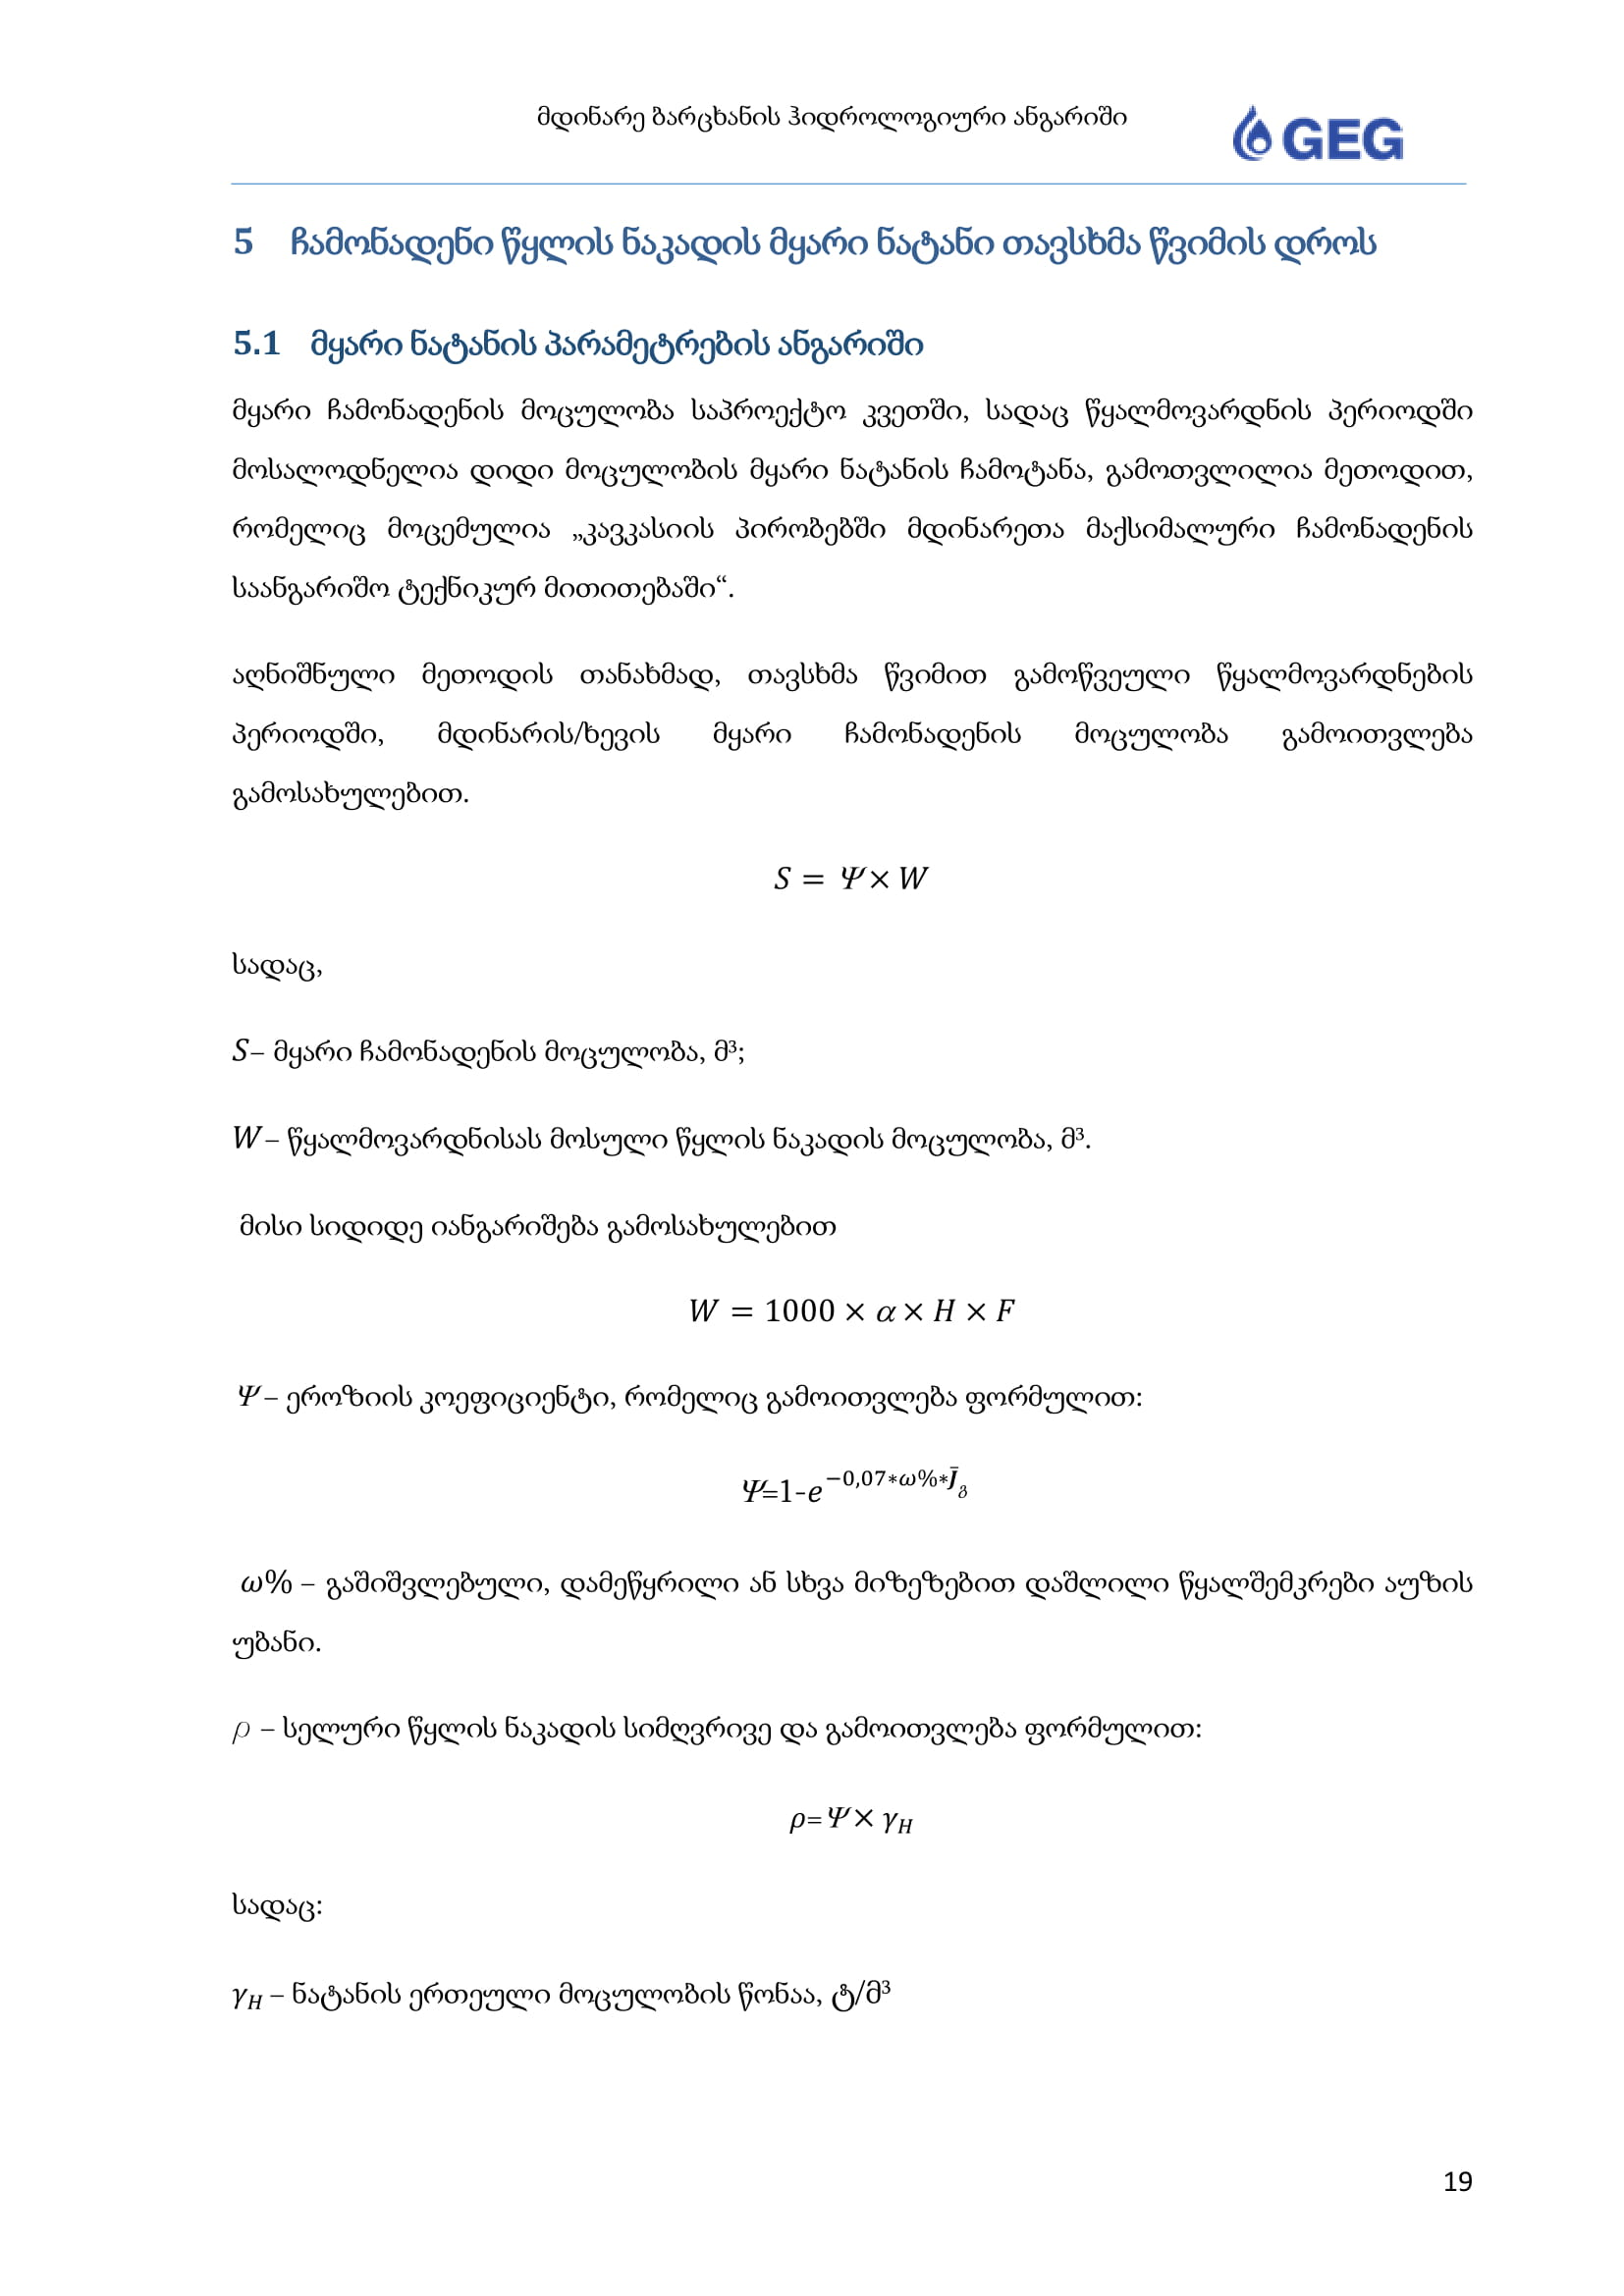 მდინარე ბარცხანის ჰიდროლოგიური ანგარიში
GEG
5 ჩამონადენი წყლის ნაკადის მყარი ნატანი თავსხმა წვიმის დროს
5.1 მყარი ნატანის პარამეტრების ანგარიში
მყარი ჩამონადენის მოცულობა საპროექტო კვეთში, სადაც წყალმოვარდნის პერიოდში
მოსალოდნელია დიდი მოცულობის მყარი ნატანის ჩამოტანა, გამოთვლილია მეთოდით,
რომელიც მოცემულია „კავკასიის პირობებში მდინარეთა მაქსიმალური ჩამონადენის
საანგარიშო ტექნიკურ მითითებაში“.
აღნიშნული მეთოდის თანახმად, თავსხმა წვიმით გამოწვეული წყალმოვარდნების
პერიოდში, მდინარის/ხევის მყარი ჩამონადენის მოცულობა გამოითვლება
გამოსახულებით.
S = Ψ × W
სადაც,
S– მყარი ჩამონადენის მოცულობა, მ³;
W – წყალმოვარდნისას მოსული წყლის ნაკადის მოცულობა, მ³.
მისი სიდიდე იანგარიშება გამოსახულებით
W = 1000 × α × H × F
Ψ – ეროზიის კოეფიციენტი, რომელიც გამოითვლება ფორმულით:
Ψ=1-e^{−0,07∗ω%∗J̄_გ}
ω% – გაშიშვლებული, დამეწყრილი ან სხვა მიზეზებით დაშლილი წყალშემკრები აუზის
უბანი.
ρ – სელური წყლის ნაკადის სიმღვრივე და გამოითვლება ფორმულით:
ρ=Ψ × γ_H
სადაც:
γ_H – ნატანის ერთეული მოცულობის წონაა, ტ/მ³
19